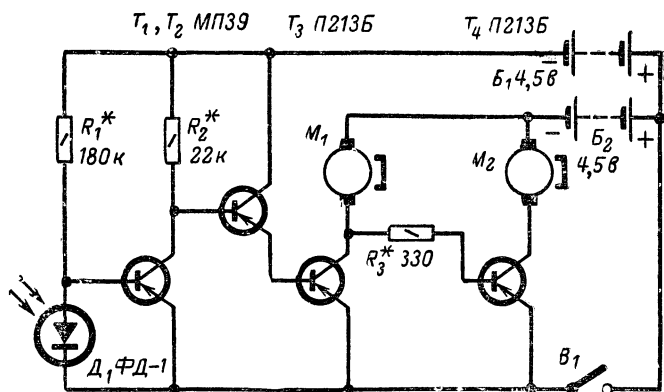 T₁, T₂ МП39 T₃ П213Б T₄ П213Б
Б₁ 4,5в
− +
R₁* 180к
R₂* 22к
M₁
M₂
− Б₂ +
4,5в
R₃* 330
Д₁ ФД-1
В₁